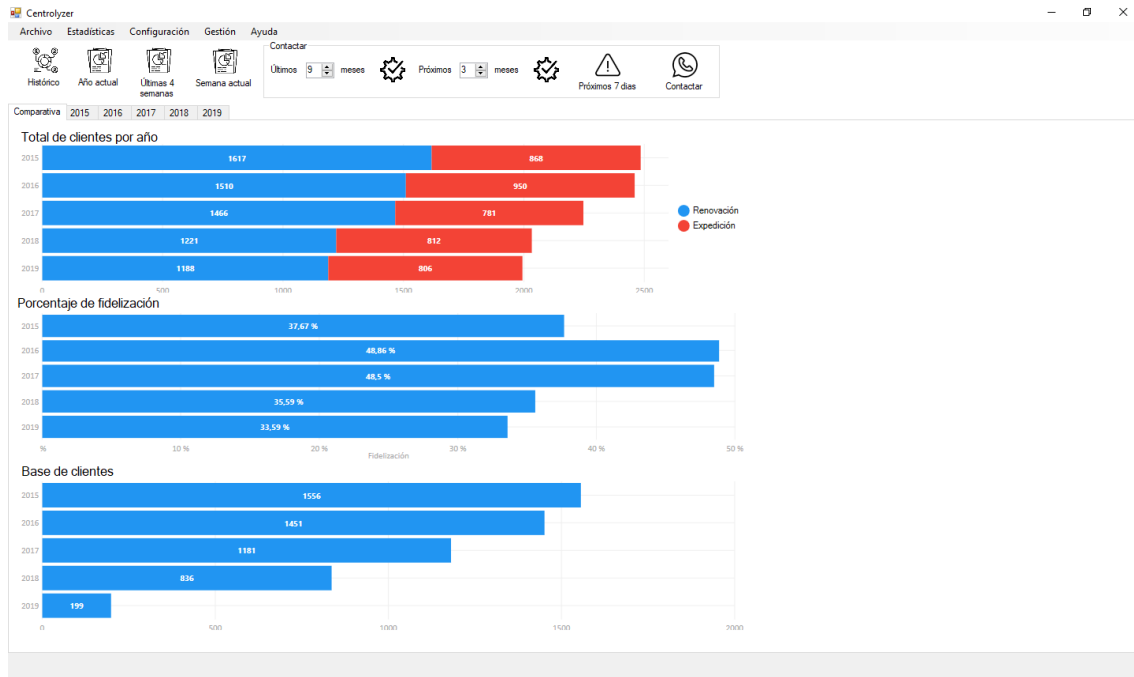 Centrolyzer
Archivo Estadísticas Configuración Gestión Ayuda
Contactar
Histórico
Año actual
Últimas 4
semanas
Semana actual
Últimos 9 meses
Próximos 3 meses
Próximos 7 dias
Contactar
Comparativa 2015 2016 2017 2018 2019
Total de clientes por año
2015 1617 868
2016 1510 950
2017 1466 781
2018 1221 812
2019 1188 806
0 500 1000 1500 2000 2500
Renovación
Expedición
Porcentaje de fidelización
2015 37,67 %
2016 48,86 %
2017 48,5 %
2018 35,59 %
2019 33,59 %
% 10 % 20 % 30 % 40 % 50 %
Fidelización
Base de clientes
2015 1556
2016 1451
2017 1181
2018 836
2019 199
0 500 1000 1500 2000